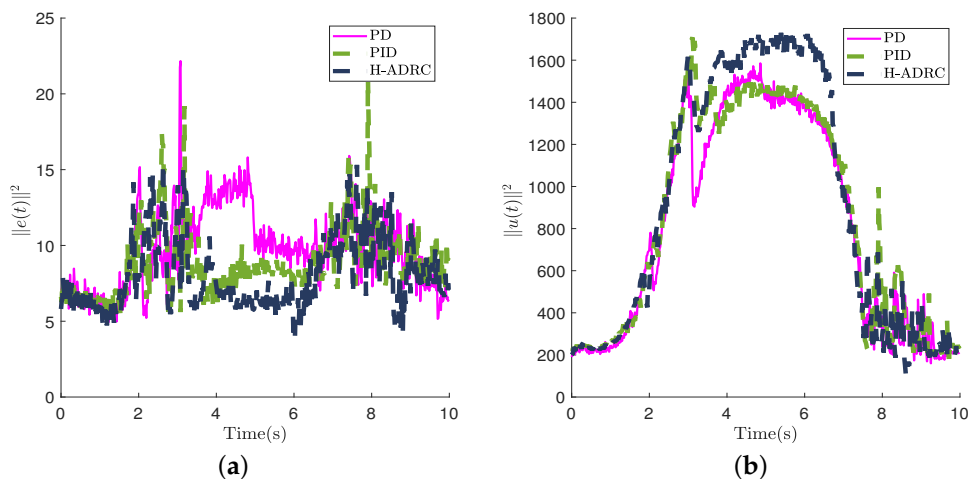 25
20
15
10
5
0
0 2 4 6 8 10
||e(t)||²
Time(s)
PD
PID
H-ADRC
(a)
1800
1600
1400
1200
1000
800
600
400
200
0
0 2 4 6 8 10
||u(t)||²
Time(s)
PD
PID
H-ADRC
(b)